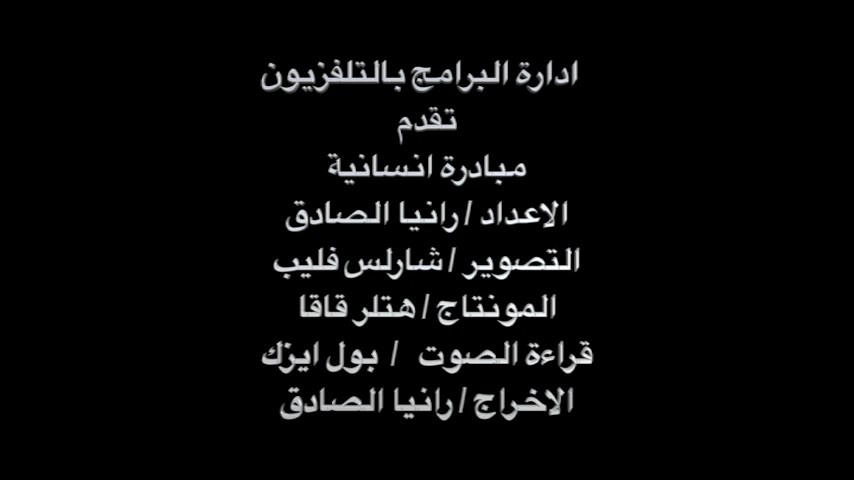 ادارة البرامج بالتلفزيون
تقدم
مبادرة انسانية
الاعداد / رانيا الصادق
التصوير / شارلس فليب
المونتاج / هتلر قاقا
قراءة الصوت / بول ايزك
الاخراج / رانيا الصادق